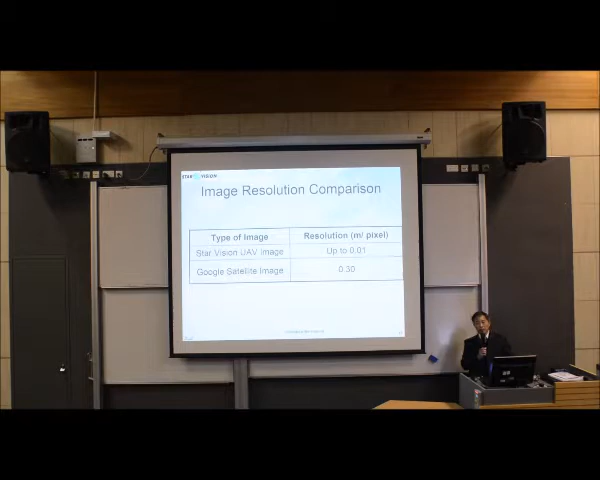 STAR VISION
Image Resolution Comparison
Type of Image Resolution (m/ pixel)
Star Vision UAV Image Up to 0.01
Google Satellite Image 0.30